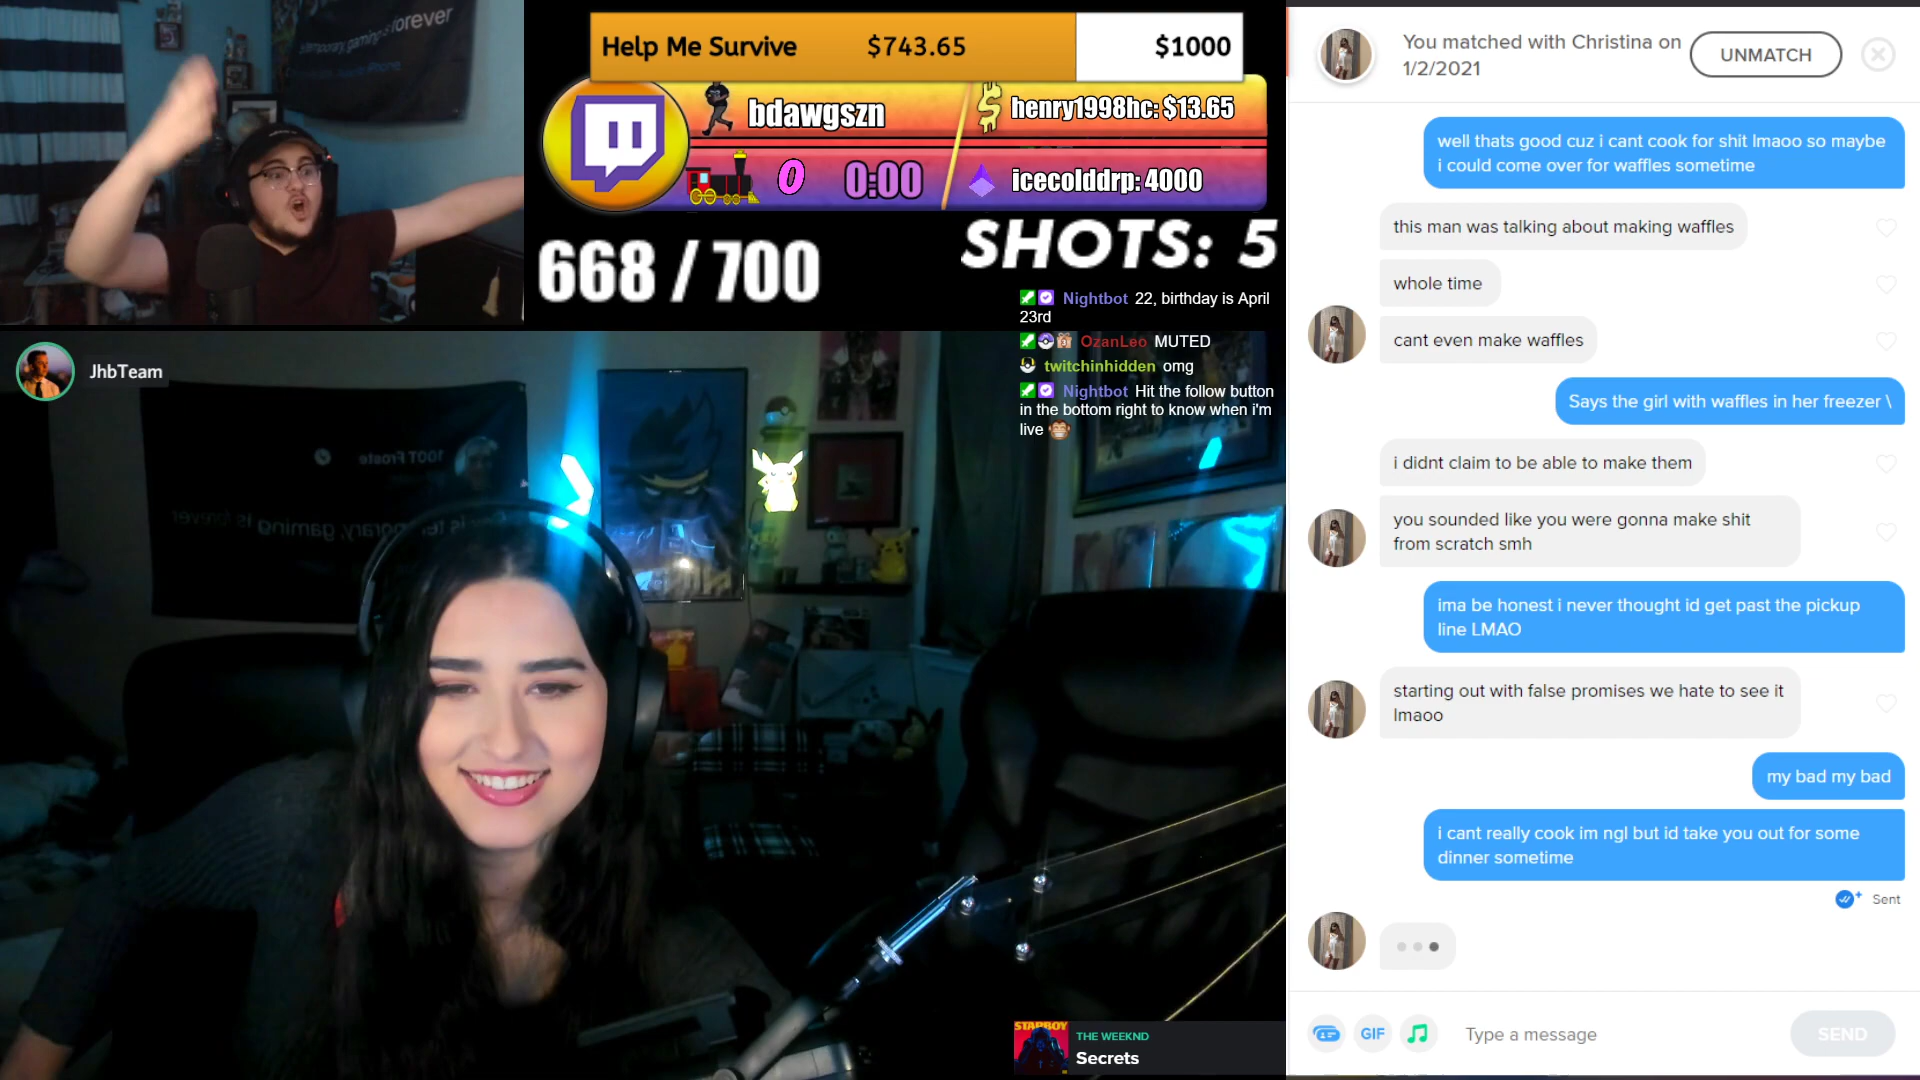 forever
Help Me Survive $743.65 $1000
bdawgszn
henry1998hc: $13.65
0 0:00
icecolddrp: 4000
668 / 700
SHOTS: 5
Nightbot 22, birthday is April
23rd
OzanLeo MUTED
twitchinhidden omg
Nightbot Hit the follow button
in the bottom right to know when i'm
live
JhbTeam
STARBOY
THE WEEKND
Secrets
You matched with Christina on
1/2/2021
UNMATCH
well thats good cuz i cant cook for shit lmaoo so maybe
i could come over for waffles sometime
this man was talking about making waffles
whole time
cant even make waffles
Says the girl with waffles in her freezer \
i didnt claim to be able to make them
you sounded like you were gonna make shit
from scratch smh
ima be honest i never thought id get past the pickup
line LMAO
starting out with false promises we hate to see it
lmaoo
my bad my bad
i cant really cook im ngl but id take you out for some
dinner sometime
Sent
GIF
Type a message
SEND